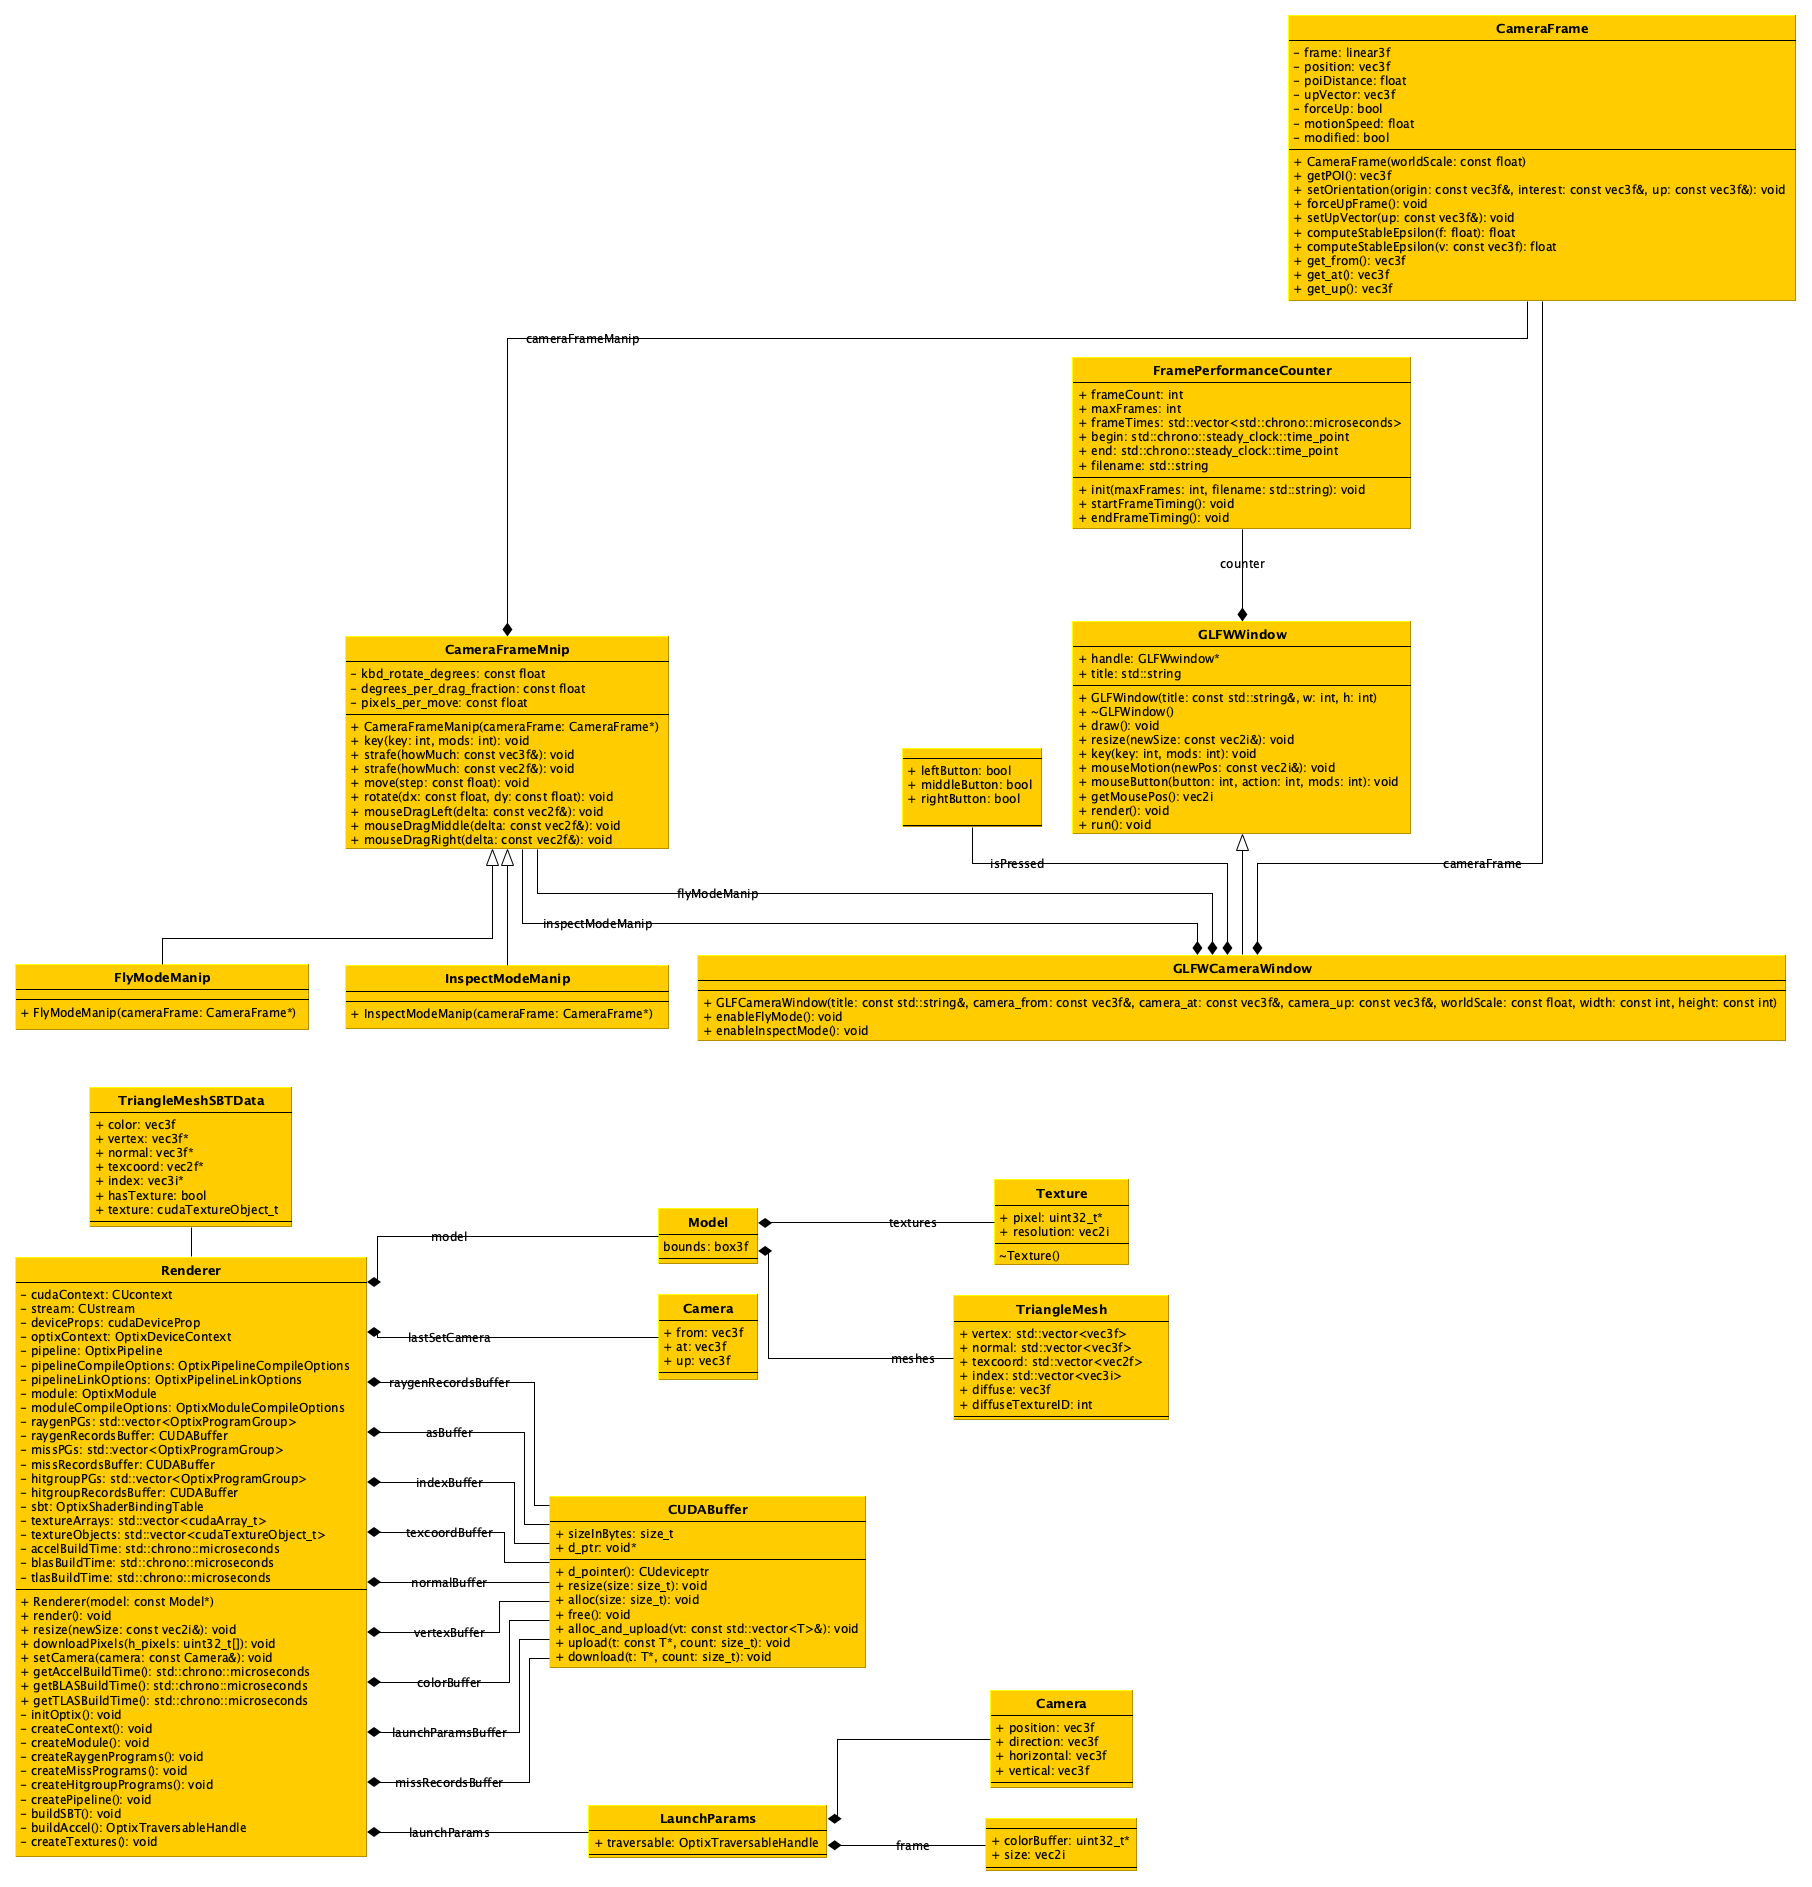 CameraFrame
- frame: linear3f
- position: vec3f
- poiDistance: float
- upVector: vec3f
- forceUp: bool
- motionSpeed: float
- modified: bool
+ CameraFrame(worldScale: const float)
+ getPOI(): vec3f
+ setOrientation(origin: const vec3f&, interest: const vec3f&, up: const vec3f&): void
+ forceUpFrame(): void
+ setUpVector(up: const vec3f&): void
+ computeStableEpsilon(f: float): float
+ computeStableEpsilon(v: const vec3f): float
+ get_from(): vec3f
+ get_at(): vec3f
+ get_up(): vec3f
cameraFrameManip
FramePerformanceCounter
+ frameCount: int
+ maxFrames: int
+ frameTimes: std::vector<std::chrono::microseconds>
+ begin: std::chrono::steady_clock::time_point
+ end: std::chrono::steady_clock::time_point
+ filename: std::string
+ init(maxFrames: int, filename: std::string): void
+ startFrameTiming(): void
+ endFrameTiming(): void
counter
CameraFrameMnip
- kbd_rotate_degrees: const float
- degrees_per_drag_fraction: const float
- pixels_per_move: const float
+ CameraFrameManip(cameraFrame: CameraFrame*)
+ key(key: int, mods: int): void
+ strafe(howMuch: const vec3f&): void
+ strafe(howMuch: const vec2f&): void
+ move(step: const float): void
+ rotate(dx: const float, dy: const float): void
+ mouseDragLeft(delta: const vec2f&): void
+ mouseDragMiddle(delta: const vec2f&): void
+ mouseDragRight(delta: const vec2f&): void
GLFWWindow
+ handle: GLFWwindow*
+ title: std::string
+ GLFWindow(title: const std::string&, w: int, h: int)
+ ~GLFWindow()
+ draw(): void
+ resize(newSize: const vec2i&): void
+ key(key: int, mods: int): void
+ mouseMotion(newPos: const vec2i&): void
+ mouseButton(button: int, action: int, mods: int): void
+ getMousePos(): vec2i
+ render(): void
+ run(): void
+ leftButton: bool
+ middleButton: bool
+ rightButton: bool
isPressed
cameraFrame
flyModeManip
inspectModeManip
FlyModeManip
+ FlyModeManip(cameraFrame: CameraFrame*)
InspectModeManip
+ InspectModeManip(cameraFrame: CameraFrame*)
GLFWCameraWindow
+ GLFCameraWindow(title: const std::string&, camera_from: const vec3f&, camera_at: const vec3f&, camera_up: const vec3f&, worldScale: const float, width: const int, height: const int)
+ enableFlyMode(): void
+ enableInspectMode(): void
TriangleMeshSBTData
+ color: vec3f
+ vertex: vec3f*
+ normal: vec3f*
+ texcoord: vec2f*
+ index: vec3i*
+ hasTexture: bool
+ texture: cudaTextureObject_t
Renderer
- cudaContext: CUcontext
- stream: CUstream
- deviceProps: cudaDeviceProp
- optixContext: OptixDeviceContext
- pipeline: OptixPipeline
- pipelineCompileOptions: OptixPipelineCompileOptions
- pipelineLinkOptions: OptixPipelineLinkOptions
- module: OptixModule
- moduleCompileOptions: OptixModuleCompileOptions
- raygenPGs: std::vector<OptixProgramGroup>
- raygenRecordsBuffer: CUDABuffer
- missPGs: std::vector<OptixProgramGroup>
- missRecordsBuffer: CUDABuffer
- hitgroupPGs: std::vector<OptixProgramGroup>
- hitgroupRecordsBuffer: CUDABuffer
- sbt: OptixShaderBindingTable
- textureArrays: std::vector<cudaArray_t>
- textureObjects: std::vector<cudaTextureObject_t>
- accelBuildTime: std::chrono::microseconds
- blasBuildTime: std::chrono::microseconds
- tlasBuildTime: std::chrono::microseconds
+ Renderer(model: const Model*)
+ render(): void
+ resize(newSize: const vec2i&): void
+ downloadPixels(h_pixels: uint32_t[]): void
+ setCamera(camera: const Camera&): void
+ getAccelBuildTime(): std::chrono::microseconds
+ getBLASBuildTime(): std::chrono::microseconds
+ getTLASBuildTime(): std::chrono::microseconds
- initOptix(): void
- createContext(): void
- createModule(): void
- createRaygenPrograms(): void
- createMissPrograms(): void
- createHitgroupPrograms(): void
- createPipeline(): void
- buildSBT(): void
- buildAccel(): OptixTraversableHandle
- createTextures(): void
model
lastSetCamera
raygenRecordsBuffer
asBuffer
indexBuffer
texcoordBuffer
normalBuffer
vertexBuffer
colorBuffer
launchParamsBuffer
missRecordsBuffer
launchParams
Model
bounds: box3f
textures
meshes
Texture
+ pixel: uint32_t*
+ resolution: vec2i
~Texture()
Camera
+ from: vec3f
+ at: vec3f
+ up: vec3f
TriangleMesh
+ vertex: std::vector<vec3f>
+ normal: std::vector<vec3f>
+ texcoord: std::vector<vec2f>
+ index: std::vector<vec3i>
+ diffuse: vec3f
+ diffuseTextureID: int
CUDABuffer
+ sizeInBytes: size_t
+ d_ptr: void*
+ d_pointer(): CUdeviceptr
+ resize(size: size_t): void
+ alloc(size: size_t): void
+ free(): void
+ alloc_and_upload(vt: const std::vector<T>&): void
+ upload(t: const T*, count: size_t): void
+ download(t: T*, count: size_t): void
Camera
+ position: vec3f
+ direction: vec3f
+ horizontal: vec3f
+ vertical: vec3f
LaunchParams
+ traversable: OptixTraversableHandle
frame
+ colorBuffer: uint32_t*
+ size: vec2i